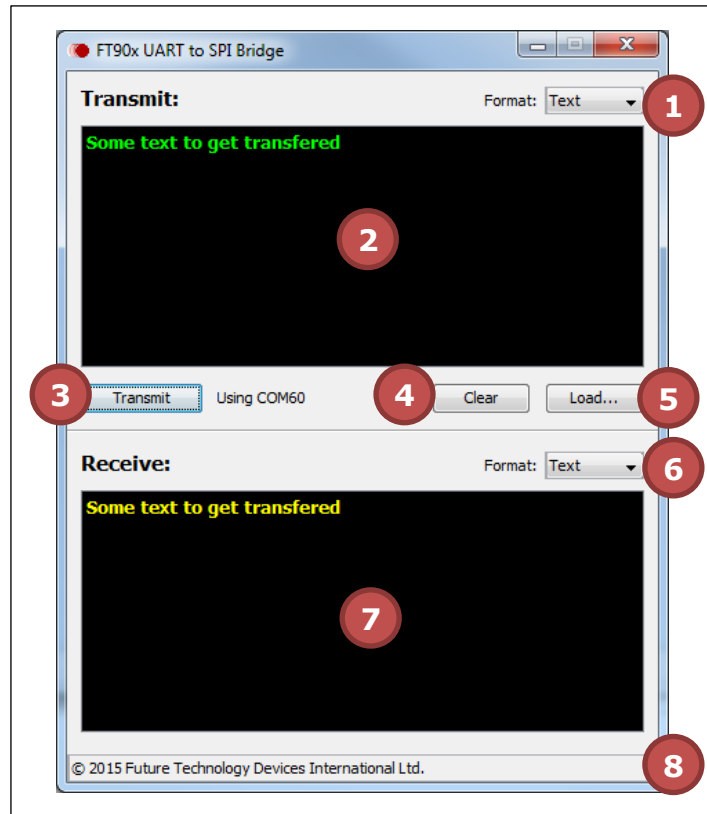 FT90x UART to SPI Bridge
Transmit: Format: Text 1
Some text to get transfered
2
3 Transmit Using COM60 4 Clear Load... 5
Receive: Format: Text 6
Some text to get transfered
7
© 2015 Future Technology Devices International Ltd. 8